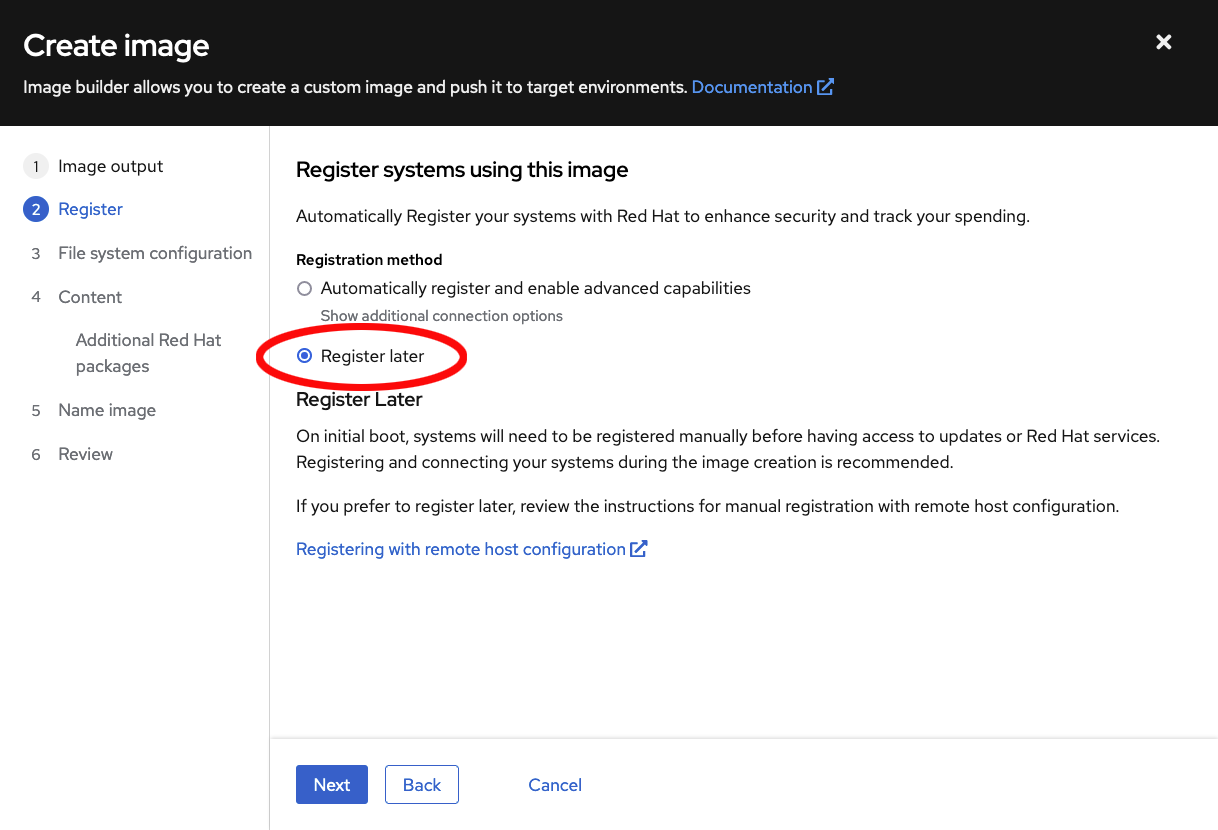 Create image
Image builder allows you to create a custom image and push it to target environments. Documentation
1 Image output
2 Register
3 File system configuration
4 Content
Additional Red Hat
packages
5 Name image
6 Review
Register systems using this image
Automatically Register your systems with Red Hat to enhance security and track your spending.
Registration method
Automatically register and enable advanced capabilities
Show additional connection options
Register later
Register Later
On initial boot, systems will need to be registered manually before having access to updates or Red Hat services.
Registering and connecting your systems during the image creation is recommended.
If you prefer to register later, review the instructions for manual registration with remote host configuration.
Registering with remote host configuration
Next Back Cancel